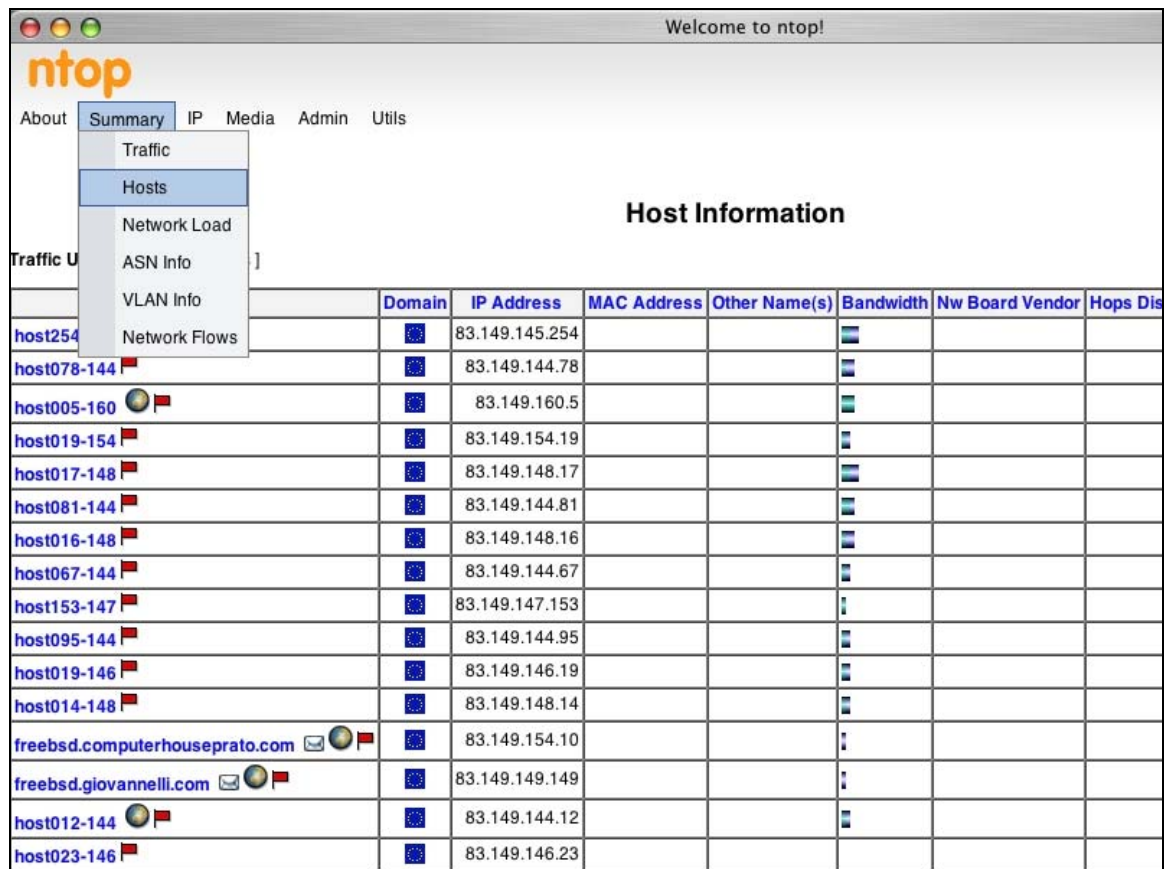 Welcome to ntop!
ntop
About Summary IP Media Admin Utils
Traffic
Hosts
Network Load
ASN Info
VLAN Info
Network Flows
Host Information
Traffic U ]
Domain IP Address MAC Address Other Name(s) Bandwidth Nw Board Vendor Hops Dis
host254 83.149.145.254
host078-144 83.149.144.78
host005-160 83.149.160.5
host019-154 83.149.154.19
host017-148 83.149.148.17
host081-144 83.149.144.81
host016-148 83.149.148.16
host067-144 83.149.144.67
host153-147 83.149.147.153
host095-144 83.149.144.95
host019-146 83.149.146.19
host014-148 83.149.148.14
freebsd.computerhouseprato.com 83.149.154.10
freebsd.giovannelli.com 83.149.149.149
host012-144 83.149.144.12
host023-146 83.149.146.23